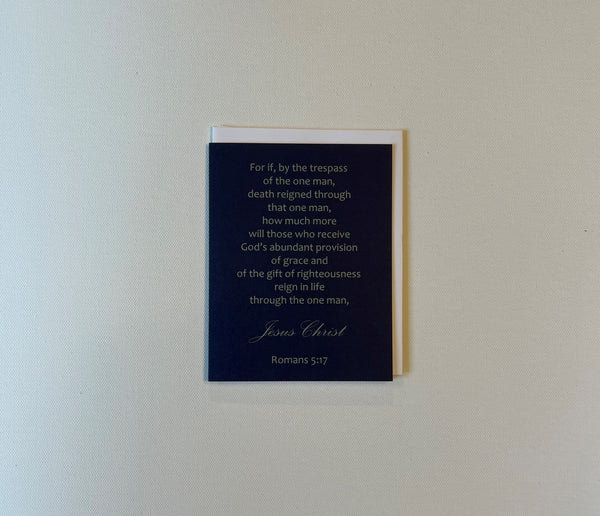 For if, by the trespass
of the one man,
death reigned through
that one man,
how much more
will those who receive
God's abundant provision
of grace and
of the gift of righteousness
reign in life
through the one man,
Jesus Christ
Romans 5:17